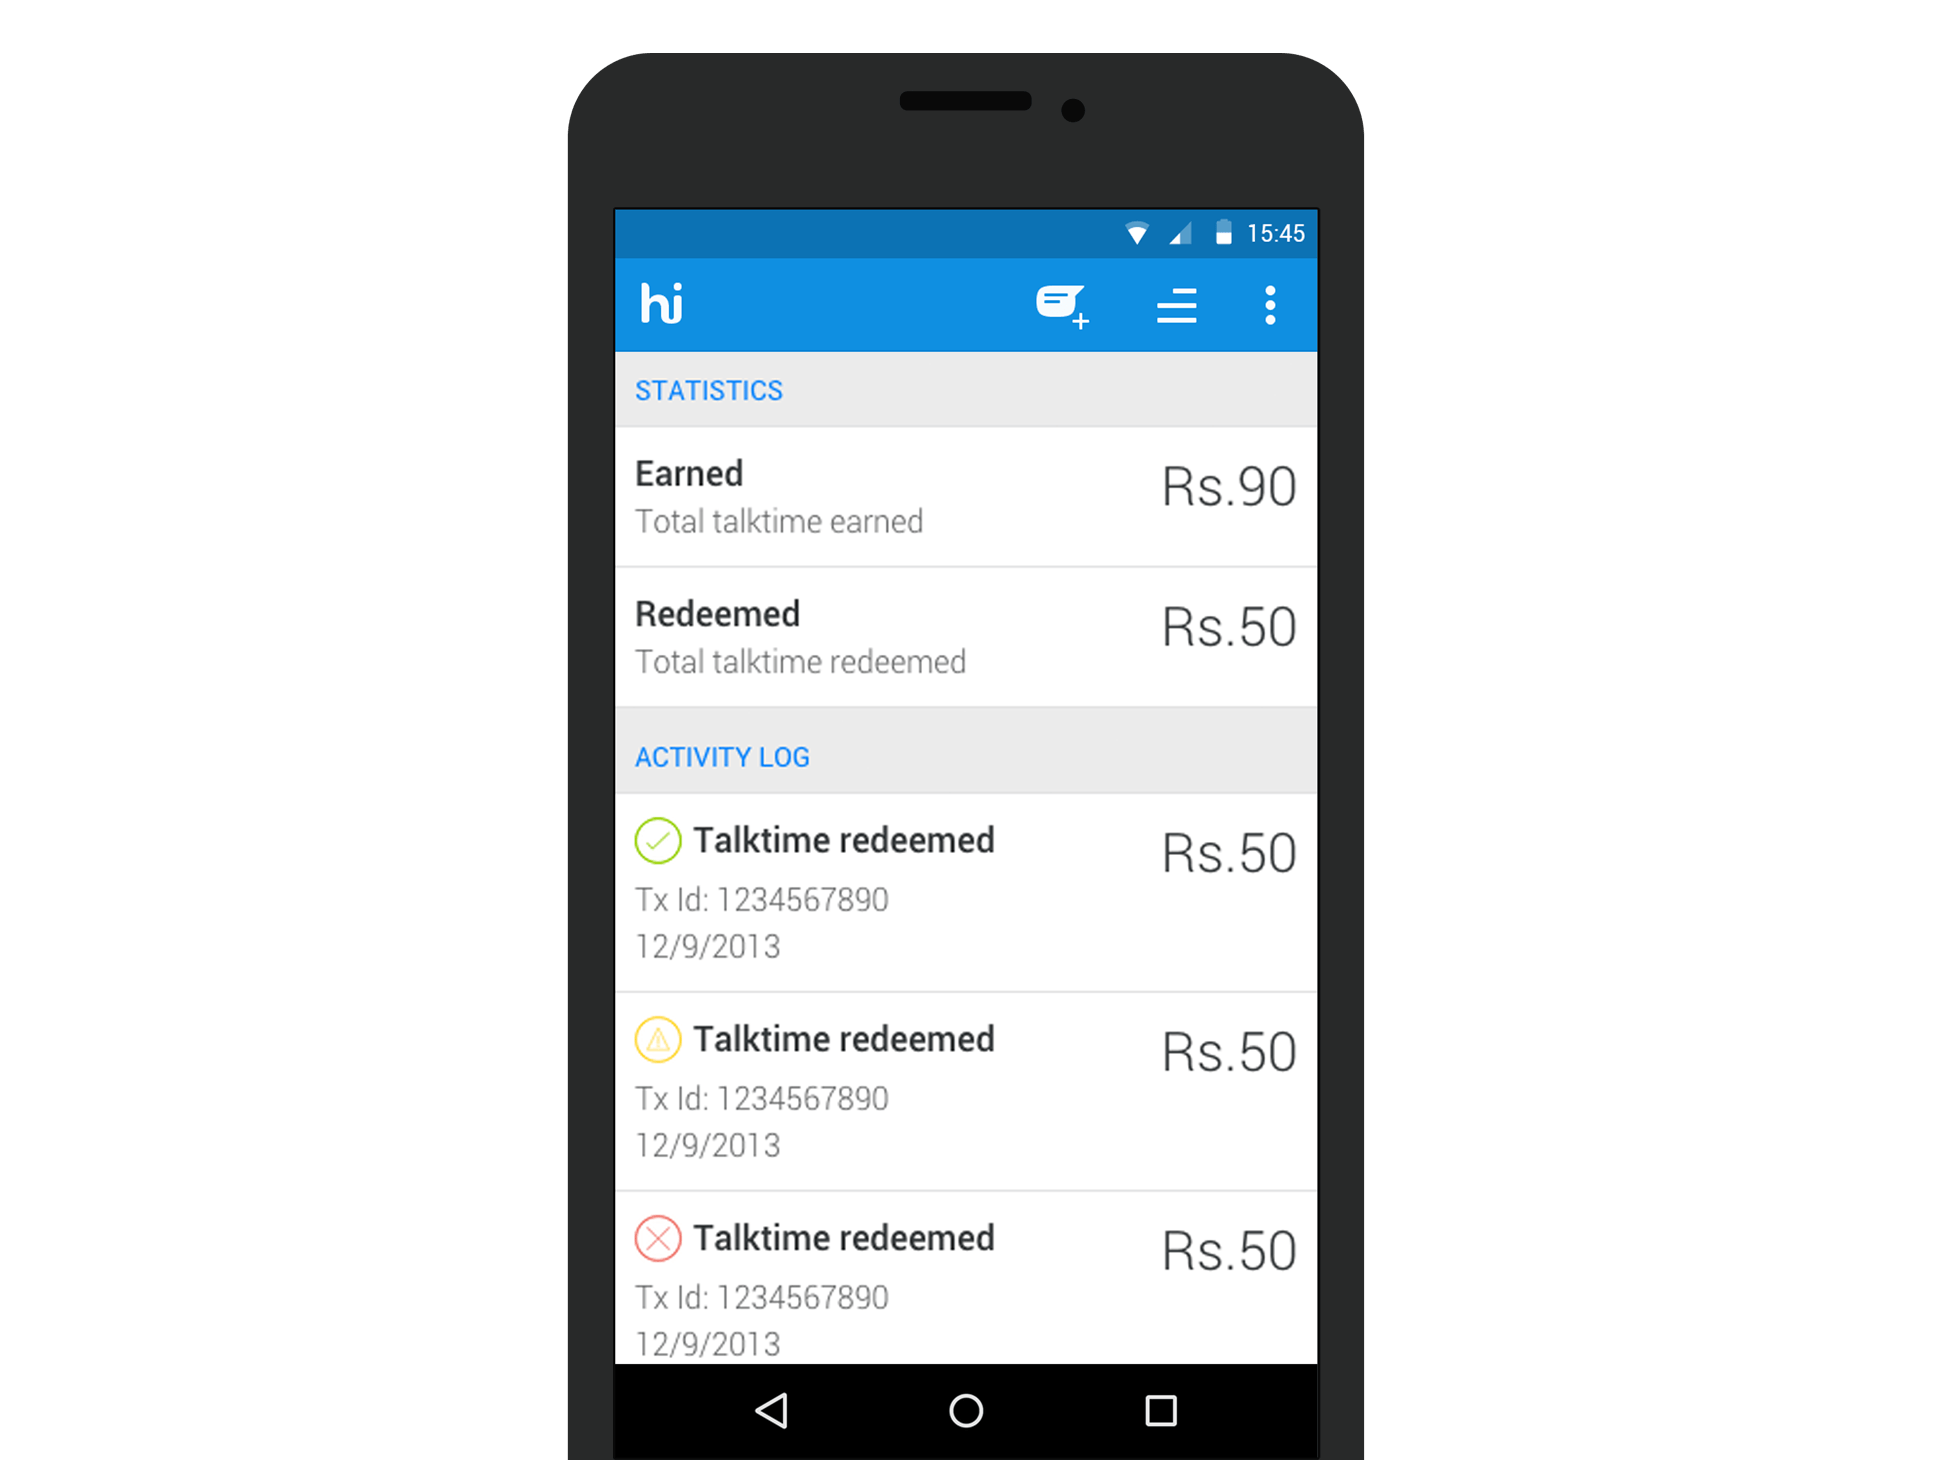 15:45
hi
STATISTICS
Earned
Rs.90
Total talktime earned
Redeemed
Rs.50
Total talktime redeemed
ACTIVITY LOG
Talktime redeemed
Rs.50
Tx Id: 1234567890
12/9/2013
Talktime redeemed
Rs.50
Tx Id: 1234567890
12/9/2013
Talktime redeemed
Rs.50
Tx Id: 1234567890
12/9/2013